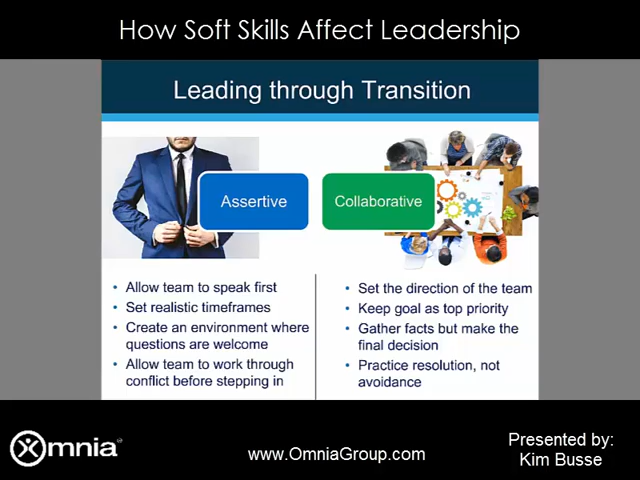 How Soft Skills Affect Leadership
Leading through Transition
Assertive
Collaborative
• Allow team to speak first
• Set realistic timeframes
• Create an environment where
questions are welcome
• Allow team to work through
conflict before stepping in
• Set the direction of the team
• Keep goal as top priority
• Gather facts but make the
final decision
• Practice resolution, not
avoidance
Omnia
www.OmniaGroup.com
Presented by:
Kim Busse